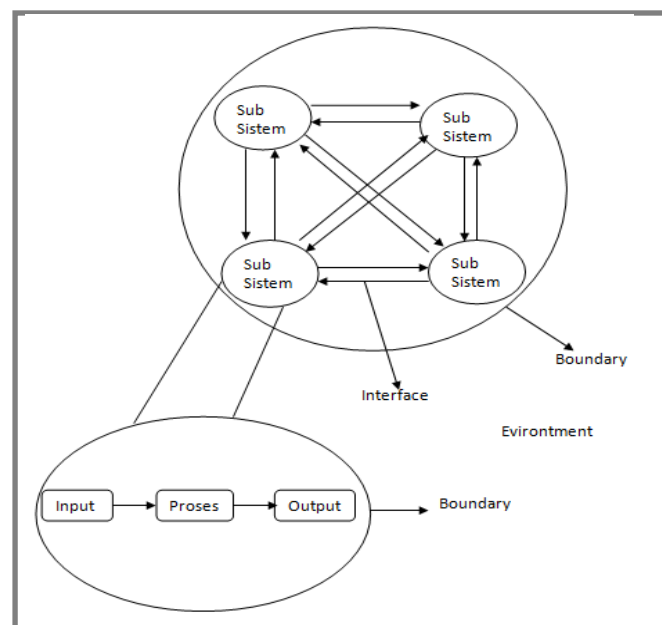 Sub
Sistem
Sub
Sistem
Sub
Sistem
Sub
Sistem
Boundary
Interface
Evirontment
Input
Proses
Output
Boundary